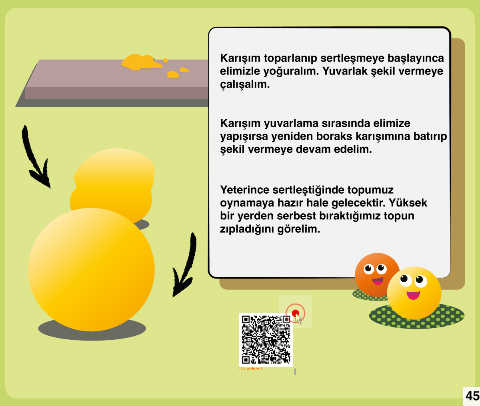 Karışım toparlanıp sertleşmeye başlayınca
elimizle yoğuralım. Yuvarlak şekil vermeye
çalışalım.
Karışım yuvarlama sırasında elimize
yapışırsa yeniden boraks karışımına batırıp
şekil vermeye devam edelim.
Yeterince sertleştiğinde topumuz
oynamaya hazır hale gelecektir. Yüksek
bir yerden serbest bıraktığımız topun
zıpladığını görelim.
45